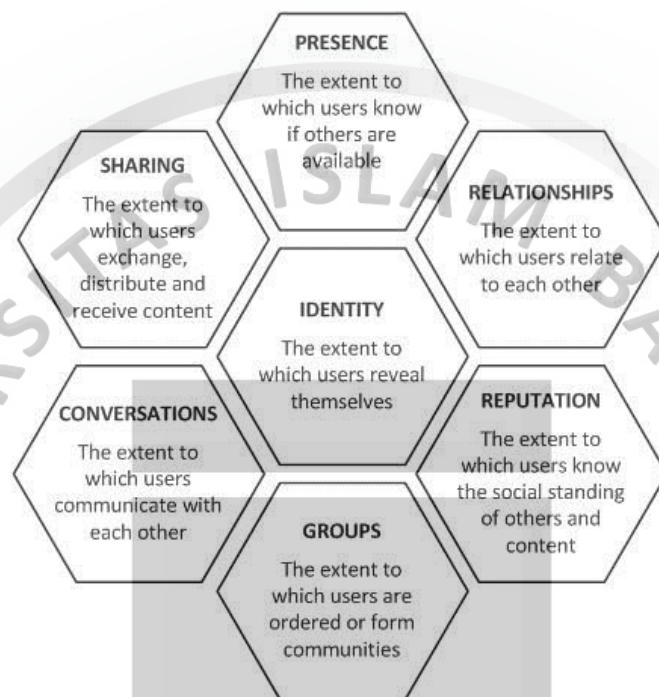 PRESENCE
The extent to
which users know
if others are
available
SHARING
The extent to
which users
exchange,
distribute and
receive content
RELATIONSHIPS
The extent to
which users relate
to each other
IDENTITY
The extent to
which users reveal
themselves
CONVERSATIONS
The extent to
which users
communicate with
each other
REPUTATION
The extent to
which users know
the social standing
of others and
content
GROUPS
The extent to
which users are
ordered or form
communities
RSITAS ISLAM BA